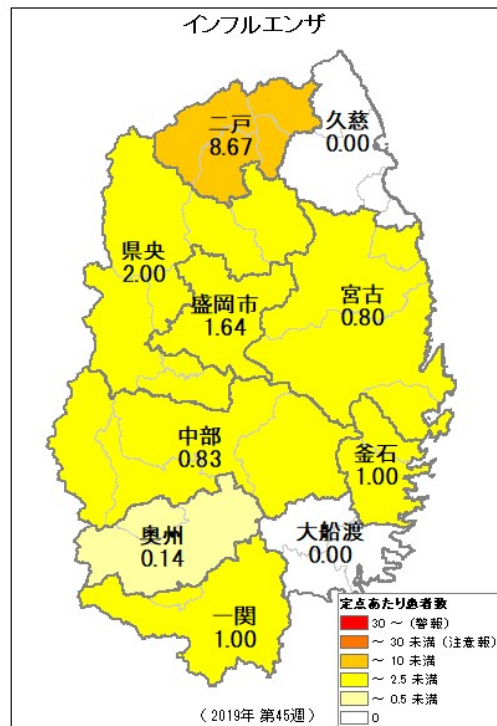 インフルエンザ
久慈
0.00
二戸
8.67
県央
2.00
盛岡市
1.64
宮古
0.80
中部
0.83
釜石
1.00
奥州
0.14
大船渡
0.00
一関
1.00
定点あたり患者数
30 ～ (警報)
～ 30 未満 (注意報)
～ 10 未満
～ 2.5 未満
～ 0.5 未満
0
(2019年 第45週)